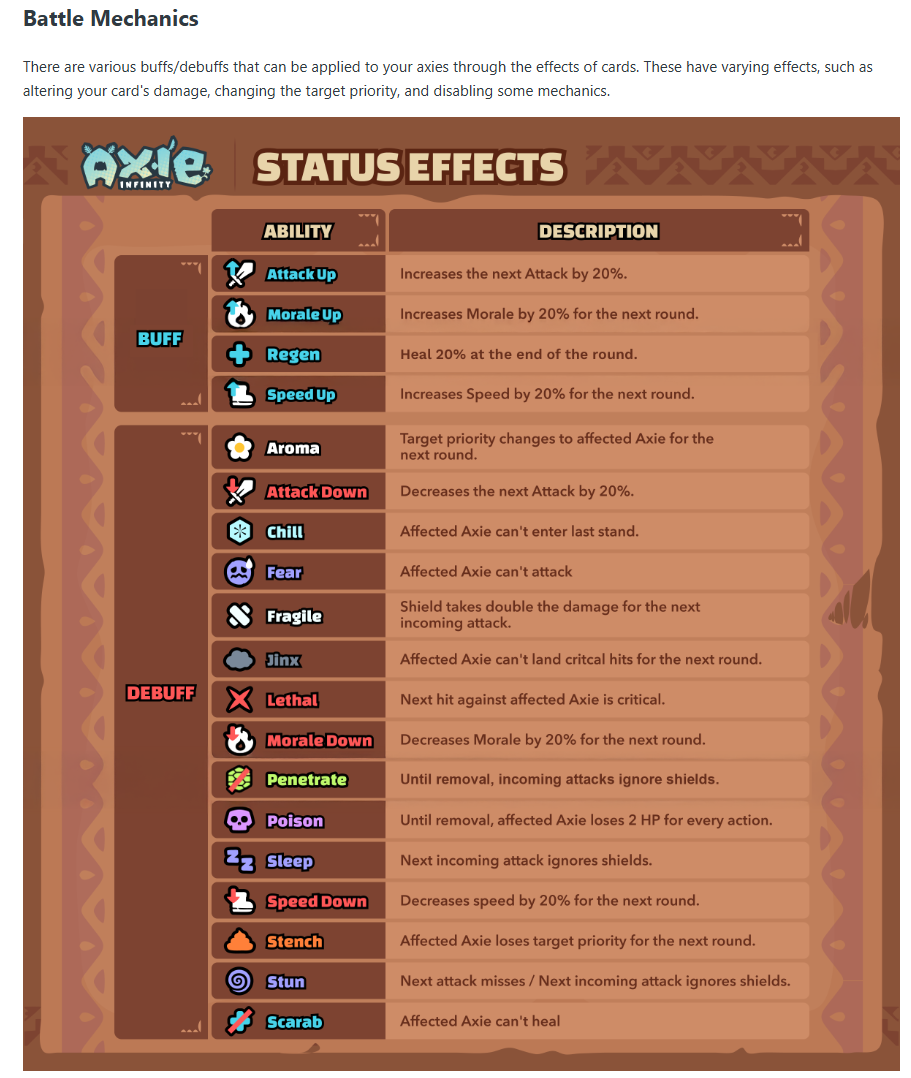 Battle Mechanics
There are various buffs/debuffs that can be applied to your axies through the effects of cards. These have varying effects, such as
altering your card's damage, changing the target priority, and disabling some mechanics.
AXIE
INFINITY
STATUS EFFECTS
ABILITY
DESCRIPTION
BUFF
Attack Up
Increases the next Attack by 20%.
Morale Up
Increases Morale by 20% for the next round.
Regen
Heal 20% at the end of the round.
Speed Up
Increases Speed by 20% for the next round.
DEBUFF
Aroma
Target priority changes to affected Axie for the
next round.
Attack Down
Decreases the next Attack by 20%.
Chill
Affected Axie can't enter last stand.
Fear
Affected Axie can't attack
Fragile
Shield takes double the damage for the next
incoming attack.
Jinx
Affected Axie can't land critcal hits for the next round.
Lethal
Next hit against affected Axie is critical.
Morale Down
Decreases Morale by 20% for the next round.
Penetrate
Until removal, incoming attacks ignore shields.
Poison
Until removal, affected Axie loses 2 HP for every action.
Sleep
Next incoming attack ignores shields.
Speed Down
Decreases speed by 20% for the next round.
Stench
Affected Axie loses target priority for the next round.
Stun
Next attack misses / Next incoming attack ignores shields.
Scarab
Affected Axie can't heal